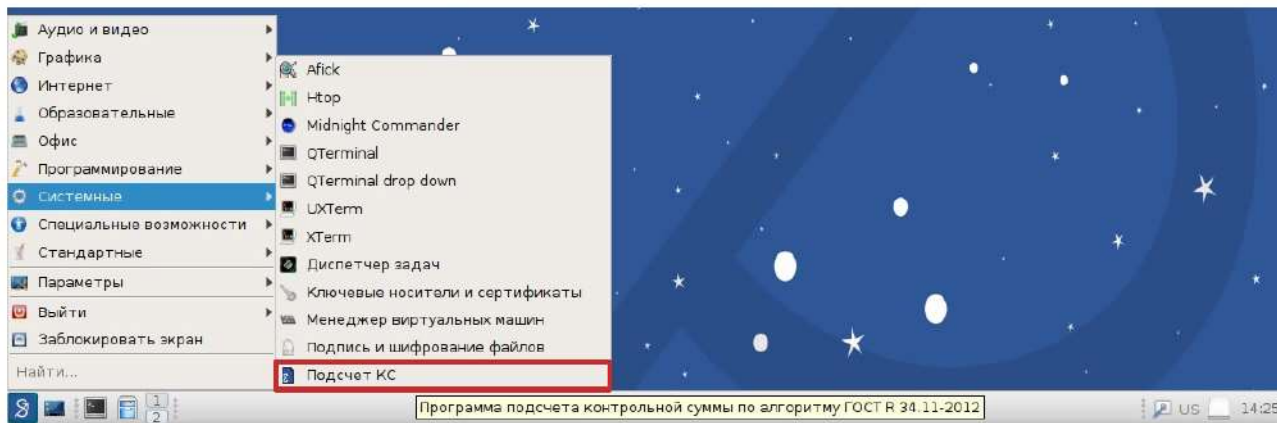 Аудио и видео
Графика
Интернет
Образовательные
Офис
Программирование
Системные
Специальные возможности
Стандартные
Параметры
Выйти
Заблокировать экран
Найти...
Afick
Htop
Midnight Commander
QTerminal
QTerminal drop down
UXTerm
XTerm
Диспетчер задач
Ключевые носители и сертификаты
Менеджер виртуальных машин
Подпись и шифрование файлов
Подсчет КС
1
2
Программа подсчета контрольной суммы по алгоритму ГОСТ R 34.11-2012
US
14:25